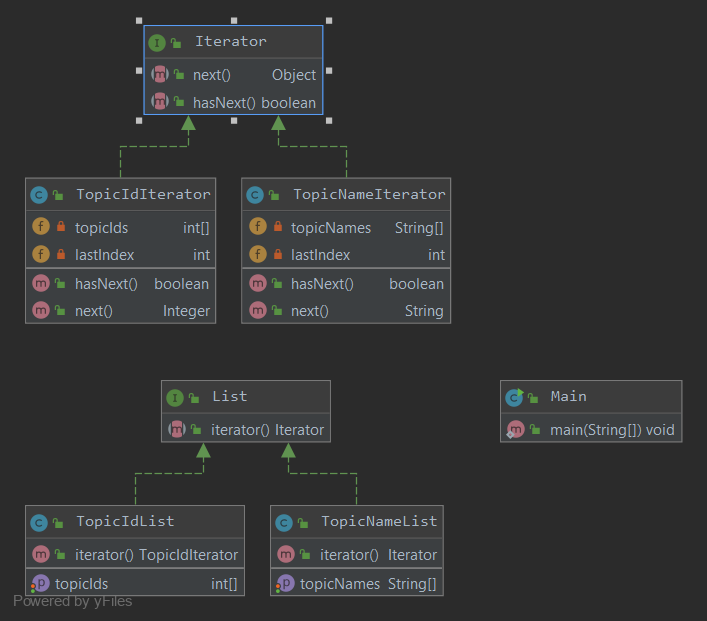 I Iterator
m next() Object
m hasNext() boolean
C TopicIdIterator
f topicIds int[]
f lastIndex int
m hasNext() boolean
m next() Integer
C TopicNameIterator
f topicNames String[]
f lastIndex int
m hasNext() boolean
m next() String
I List
m iterator() Iterator
C Main
m main(String[]) void
C TopicIdList
m iterator() TopicIdIterator
p topicIds int[]
C TopicNameList
m iterator() Iterator
p topicNames String[]
Powered by yFiles